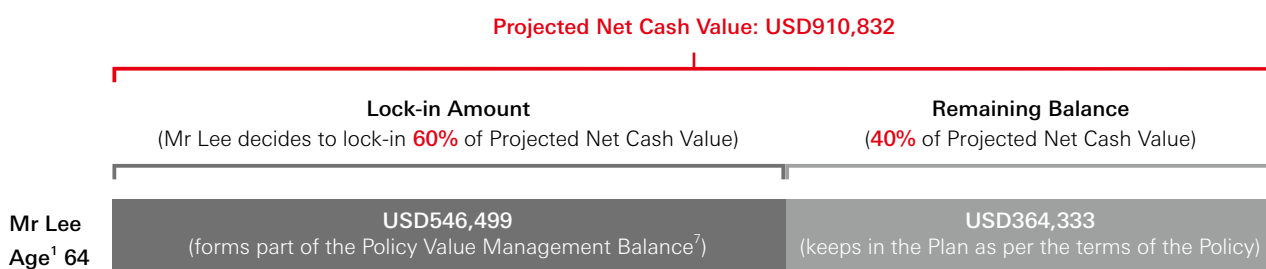 Projected Net Cash Value: USD910,832
Lock-in Amount
(Mr Lee decides to lock-in 60% of Projected Net Cash Value)
Remaining Balance
(40% of Projected Net Cash Value)
Mr Lee
Age¹ 64
USD546,499
(forms part of the Policy Value Management Balance⁷)
USD364,333
(keeps in the Plan as per the terms of the Policy)